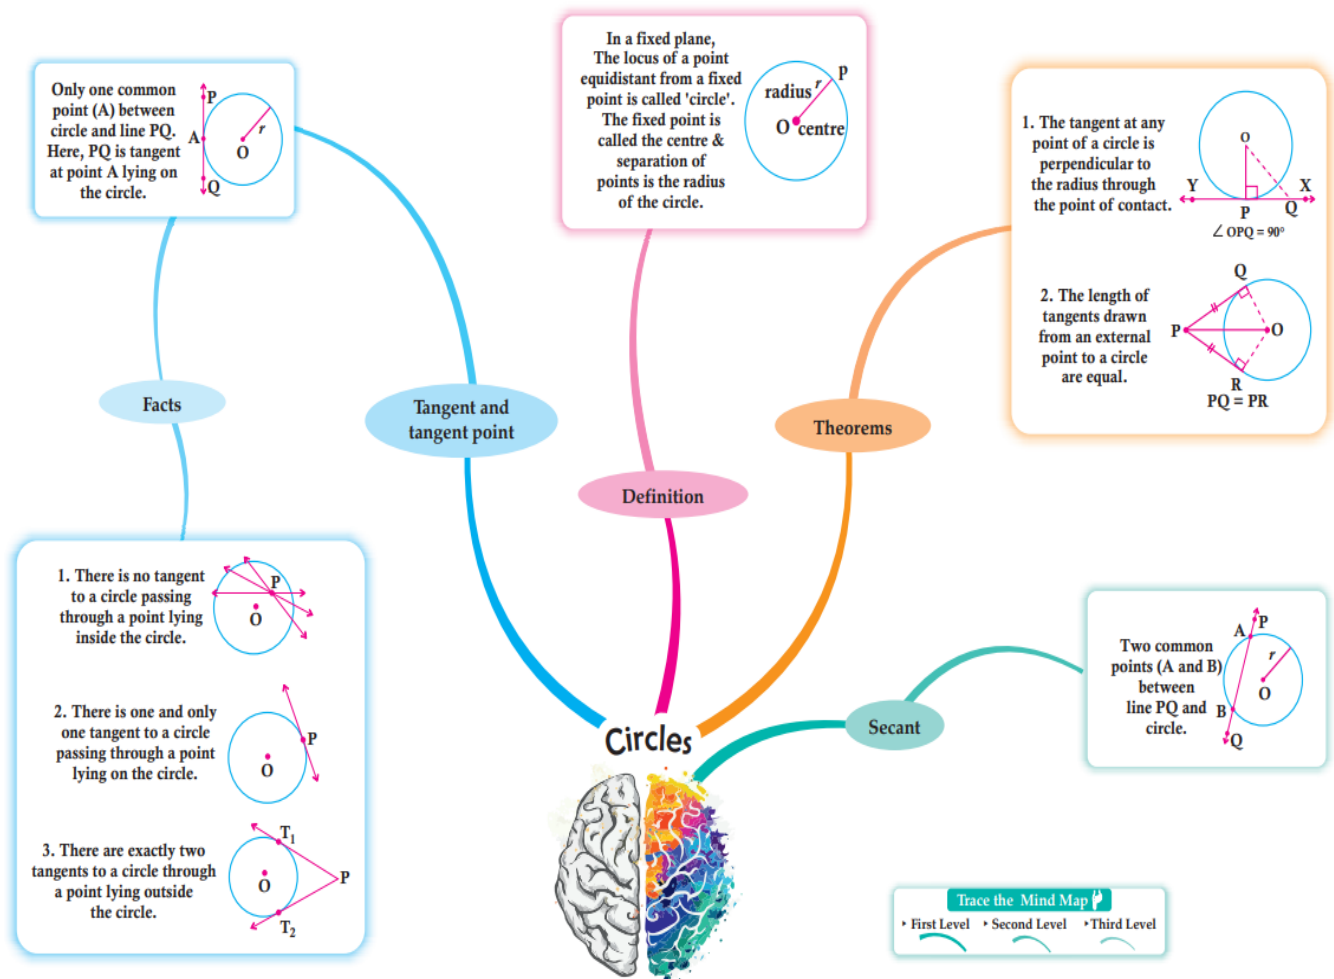 In a fixed plane,
The locus of a point
equidistant from a fixed
point is called 'circle'.
The fixed point is
called the centre &
separation of
points is the radius
of the circle.
radius
r
p
O
centre
Only one common
point (A) between
circle and line PQ.
Here, PQ is tangent
at point A lying on
the circle.
P
A
r
O
Q
1. The tangent at any
point of a circle is
perpendicular to
the radius through
the point of contact.
O
Y
X
P
Q
∠ OPQ = 90°
2. The length of
tangents drawn
from an external
point to a circle
are equal.
Q
P
O
R
PQ = PR
Facts
Tangent and
tangent point
Theorems
Definition
1. There is no tangent
to a circle passing
through a point lying
inside the circle.
P
O
2. There is one and only
one tangent to a circle
passing through a point
lying on the circle.
P
O
3. There are exactly two
tangents to a circle through
a point lying outside
the circle.
T1
O
P
T2
Secant
Two common
points (A and B)
between
line PQ and
circle.
P
A
r
O
B
Q
Circles
Trace the Mind Map
‣ First Level ‣ Second Level ‣ Third Level